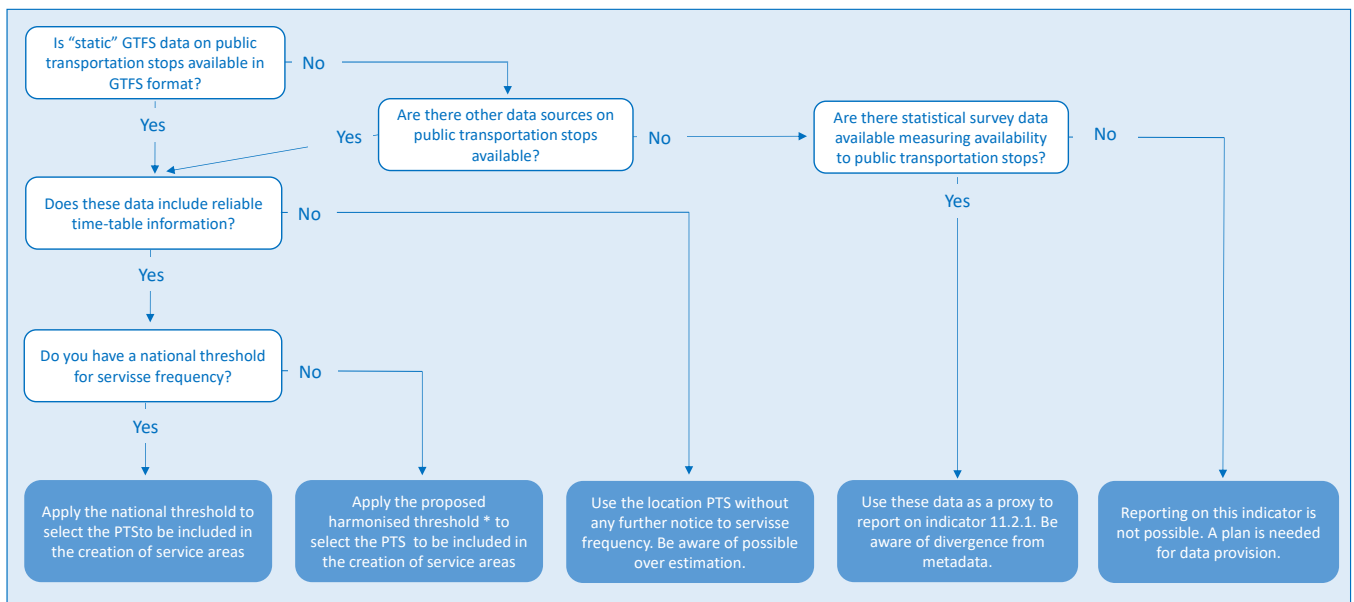 Is “static” GTFS data on public
transportation stops available in
GTFS format?
No
Yes
Are there other data sources on
public transportation stops
available?
Yes
No
Are there statistical survey data
available measuring availability
to public transportation stops?
No
Yes
Does these data include reliable
time-table information?
No
Yes
Do you have a national threshold
for servisse frequency?
No
Yes
Apply the national threshold to
select the PTSto be included in
the creation of service areas
Apply the proposed
harmonised threshold * to
select the PTS to be included in
the creation of service areas
Use the location PTS without
any further notice to servisse
frequency. Be aware of possible
over estimation.
Use these data as a proxy to
report on indicator 11.2.1. Be
aware of divergence from
metadata.
Reporting on this indicator is
not possible. A plan is needed
for data provision.